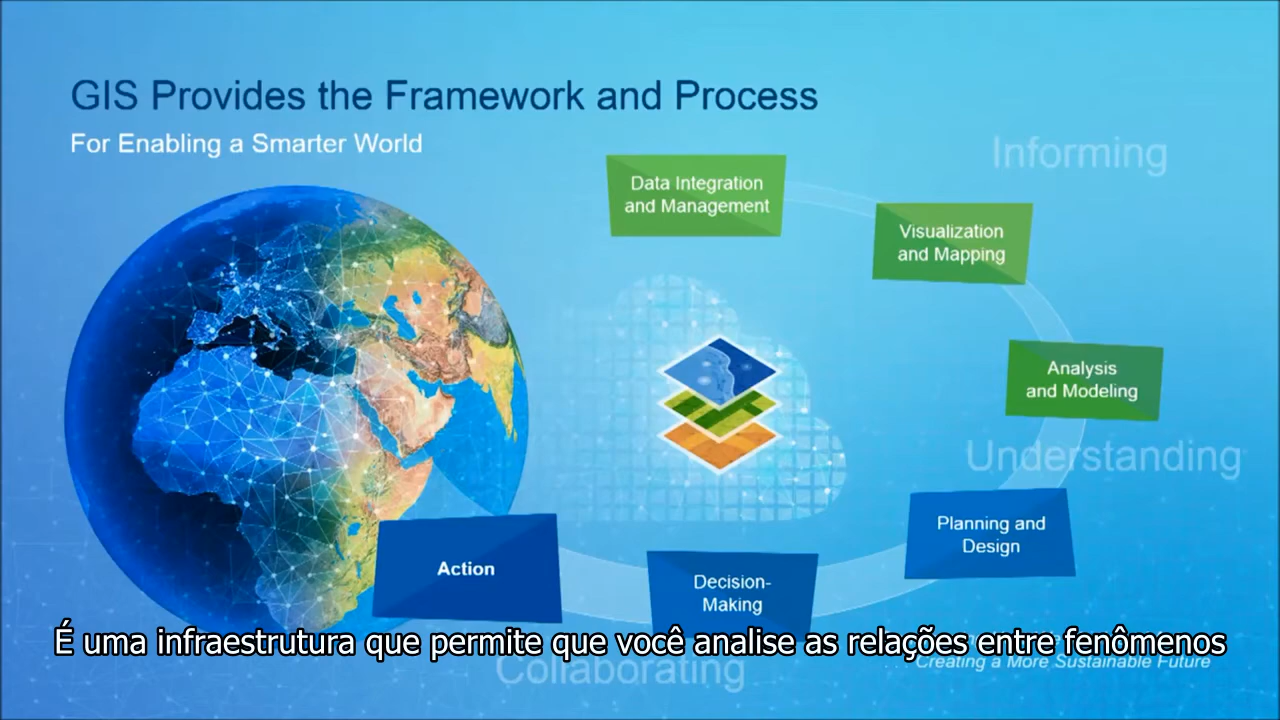 GIS Provides the Framework and Process
For Enabling a Smarter World
Informing
Data Integration
and Management
Visualization
and Mapping
Analysis
and Modeling
Understanding
Planning and
Design
Action
Decision-
Making
É uma infraestrutura que permite que você analise as relações entre fenômenos
Collaborating
. . . Creating a More Sustainable Future